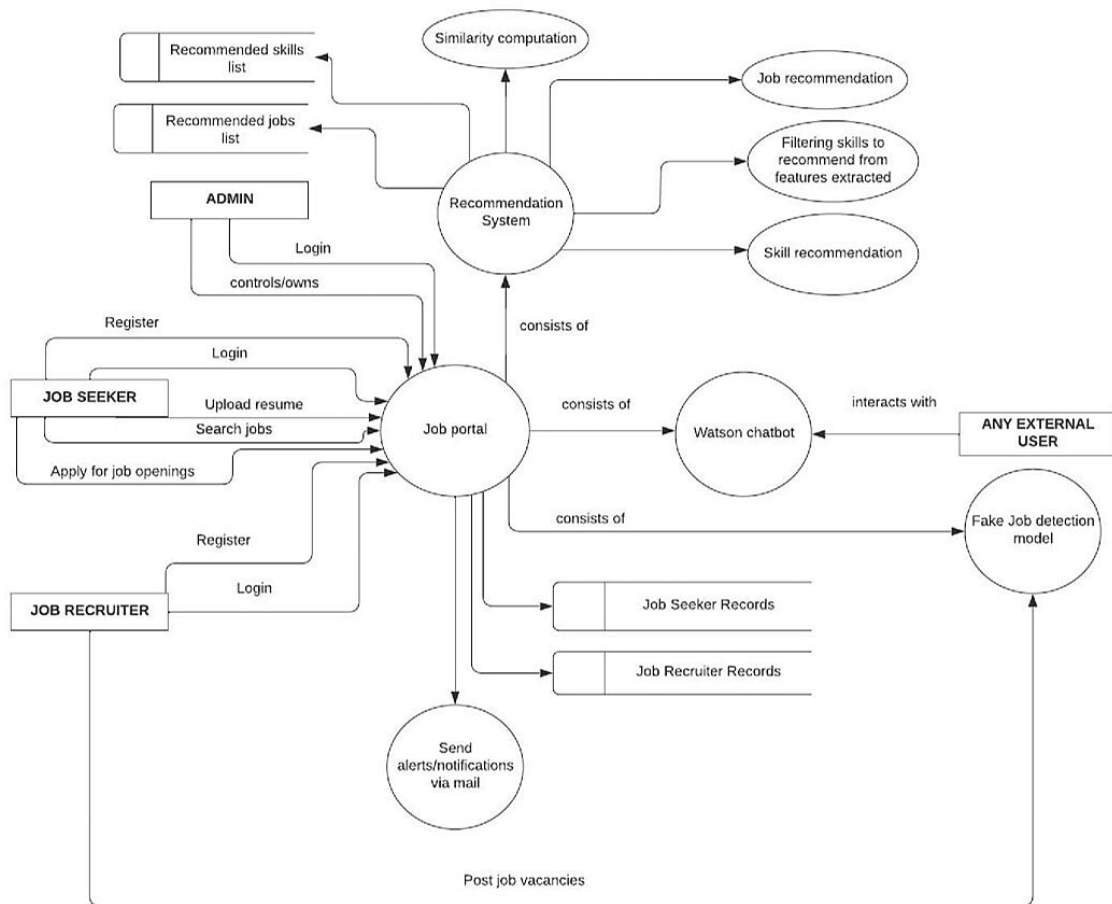 Similarity computation
Recommended skills
list
Job recommendation
Recommended jobs
list
Filtering skills to
recommend from
features extracted
ADMIN
Recommendation
System
Login
Skill recommendation
controls/owns
Register
consists of
Login
JOB SEEKER
Upload resume
consists of
interacts with
Search jobs
Job portal
Watson chatbot
ANY EXTERNAL
USER
Apply for job openings
consists of
Fake Job detection
model
Register
Login
JOB RECRUITER
Job Seeker Records
Job Recruiter Records
Send
alerts/notifications
via mail
Post job vacancies